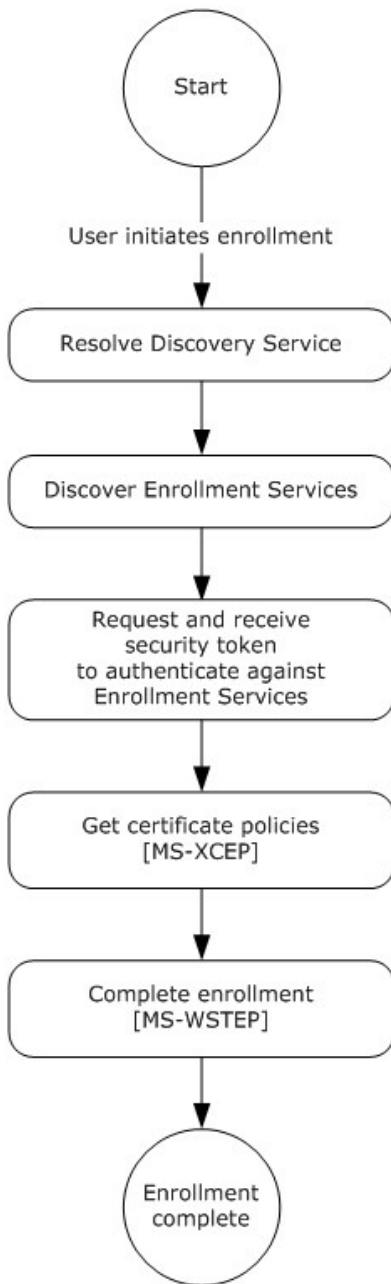 Start
User initiates enrollment
Resolve Discovery Service
Discover Enrollment Services
Request and receive
security token
to authenticate against
Enrollment Services
Get certificate policies
[MS-XCEP]
Complete enrollment
[MS-WSTEP]
Enrollment
complete